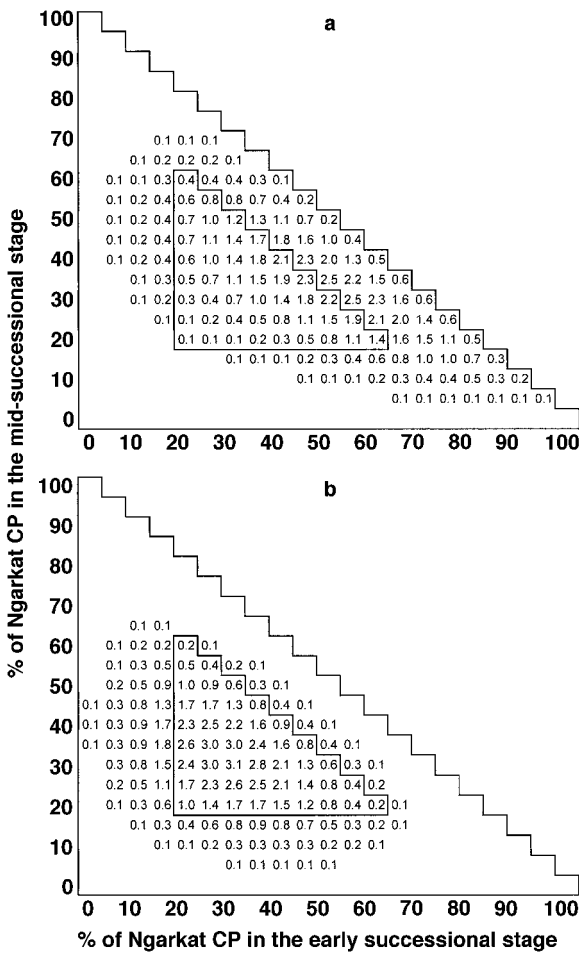 a
100
90
80
70 0.1 0.1 0.1
0.1 0.2 0.2 0.2 0.1
60 0.1 0.1 0.3 0.4 0.4 0.4 0.3 0.1
0.1 0.2 0.4 0.6 0.8 0.8 0.7 0.4 0.2
50 0.1 0.2 0.4 0.7 1.0 1.2 1.3 1.1 0.7 0.2
0.1 0.2 0.4 0.7 1.1 1.4 1.7 1.8 1.6 1.0 0.4
40 0.1 0.2 0.4 0.6 1.0 1.4 1.8 2.1 2.3 2.0 1.3 0.5
0.1 0.3 0.5 0.7 1.1 1.5 1.9 2.3 2.5 2.2 1.5 0.6
30 0.1 0.2 0.3 0.4 0.7 1.0 1.4 1.8 2.2 2.5 2.3 1.6 0.6
0.1 0.1 0.2 0.4 0.5 0.8 1.1 1.5 1.9 2.1 2.0 1.4 0.6
20 0.1 0.1 0.1 0.2 0.3 0.5 0.8 1.1 1.4 1.6 1.5 1.1 0.5
0.1 0.1 0.2 0.3 0.4 0.6 0.8 1.0 1.0 0.7 0.3
10 0.1 0.1 0.1 0.2 0.3 0.4 0.4 0.5 0.3 0.2
0.1 0.1 0.1 0.1 0.1 0.1 0.1
0
0 10 20 30 40 50 60 70 80 90 100
% of Ngarkat CP in the mid-successional stage
b
100
90
80
70
0.1 0.1
60 0.1 0.2 0.2 0.2 0.1
0.1 0.3 0.5 0.5 0.4 0.2 0.1
50 0.2 0.5 0.9 1.0 0.9 0.6 0.3 0.1
0.1 0.3 0.8 1.3 1.7 1.7 1.3 0.8 0.4 0.1
40 0.1 0.3 0.9 1.7 2.3 2.5 2.2 1.6 0.9 0.4 0.1
0.1 0.3 0.9 1.8 2.6 3.0 3.0 2.4 1.6 0.8 0.4 0.1
30 0.3 0.8 1.5 2.4 3.0 3.1 2.8 2.1 1.3 0.6 0.3 0.1
0.2 0.5 1.1 1.7 2.3 2.6 2.5 2.1 1.4 0.8 0.4 0.2
20 0.1 0.3 0.6 1.0 1.4 1.7 1.7 1.5 1.2 0.8 0.4 0.2 0.1
0.1 0.3 0.4 0.6 0.8 0.9 0.8 0.7 0.5 0.3 0.2 0.1
10 0.1 0.1 0.2 0.3 0.3 0.3 0.3 0.2 0.2 0.1
0.1 0.1 0.1 0.1 0.1
0
0 10 20 30 40 50 60 70 80 90 100
% of Ngarkat CP in the early successional stage